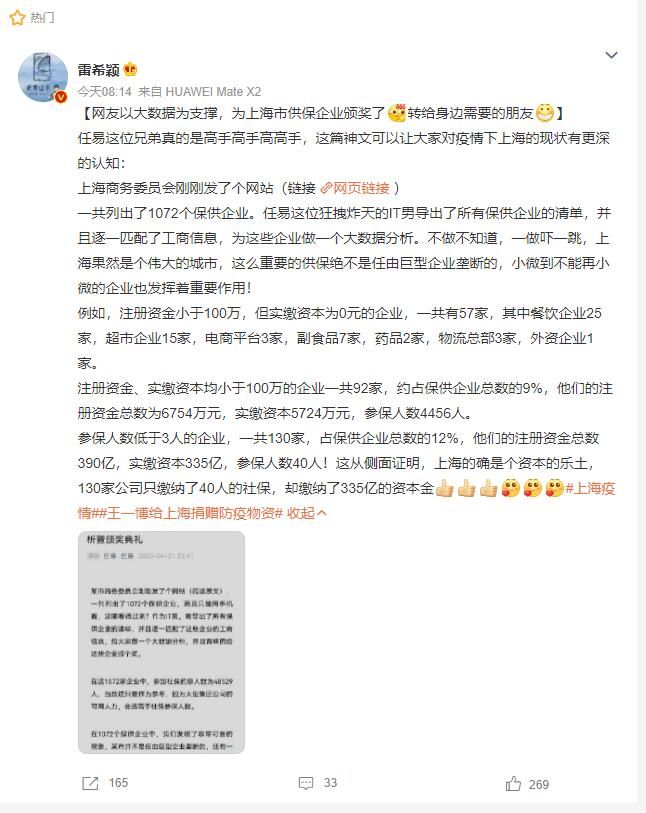 热门
雷希颖
今天08:14 来自 HUAWEI Mate X2
【网友以大数据为支撑，为上海市供保企业颁奖了转给身边需要的朋友】
任易这位兄弟真的是高手高手高高手，这篇神文可以让大家对疫情下上海的现状有更深
的认知：
上海商务委员会刚刚发了个网站（链接 网页链接 ）
一共列出了1072个保供企业。任易这位狂拽炸天的IT男导出了所有保供企业的清单，并
且逐一匹配了工商信息，为这些企业做一个大数据分析。不做不知道，一做吓一跳，上
海果然是个伟大的城市，这么重要的供保绝不是任由巨型企业垄断的，小微到不能再小
微的企业也发挥着重要作用！
例如，注册资金小于100万，但实缴资本为0元的企业，一共有57家，其中餐饮企业25
家，超市企业15家，电商平台3家，副食品7家，药品2家，物流总部3家，外资企业1
家。
注册资金、实缴资本均小于100万的企业一共92家，约占保供企业总数的9%，他们的注
册资金总数为6754万元，实缴资本5724万元，参保人数4456人。
参保人数低于3人的企业，一共130家，占保供企业总数的12%，他们的注册资金总数
390亿，实缴资本335亿，参保人数40人！这从侧面证明，上海的确是个资本的乐土，
130家公司只缴纳了40人的社保，却缴纳了335亿的资本金#上海疫
情##王一博给上海捐赠防疫物资# 收起
析薈颁奖典礼
任易 任易 2022-04-21 23:41
某市商务委员会刚刚发了个网站（阅读原文），
一共列出了1072个保供企业，而且只能用手机
看，这哪看得过来？作为IT男，我导出了所有保
供企业的清单，并且逐一匹配了这些企业的工商
信息，给大家做一个大数据分析，并且
这些企业颁个奖。
在这1072家企业中，参加社保的总人数为48529
人，当然这只能作为参考，因为大型集团公司的
可用人力，会远高于社保参保人数。
在1072个保供企业中，我们发现了非常可喜的
现象，某市并不是任由巨型企业垄断的，还有一
165
33
269